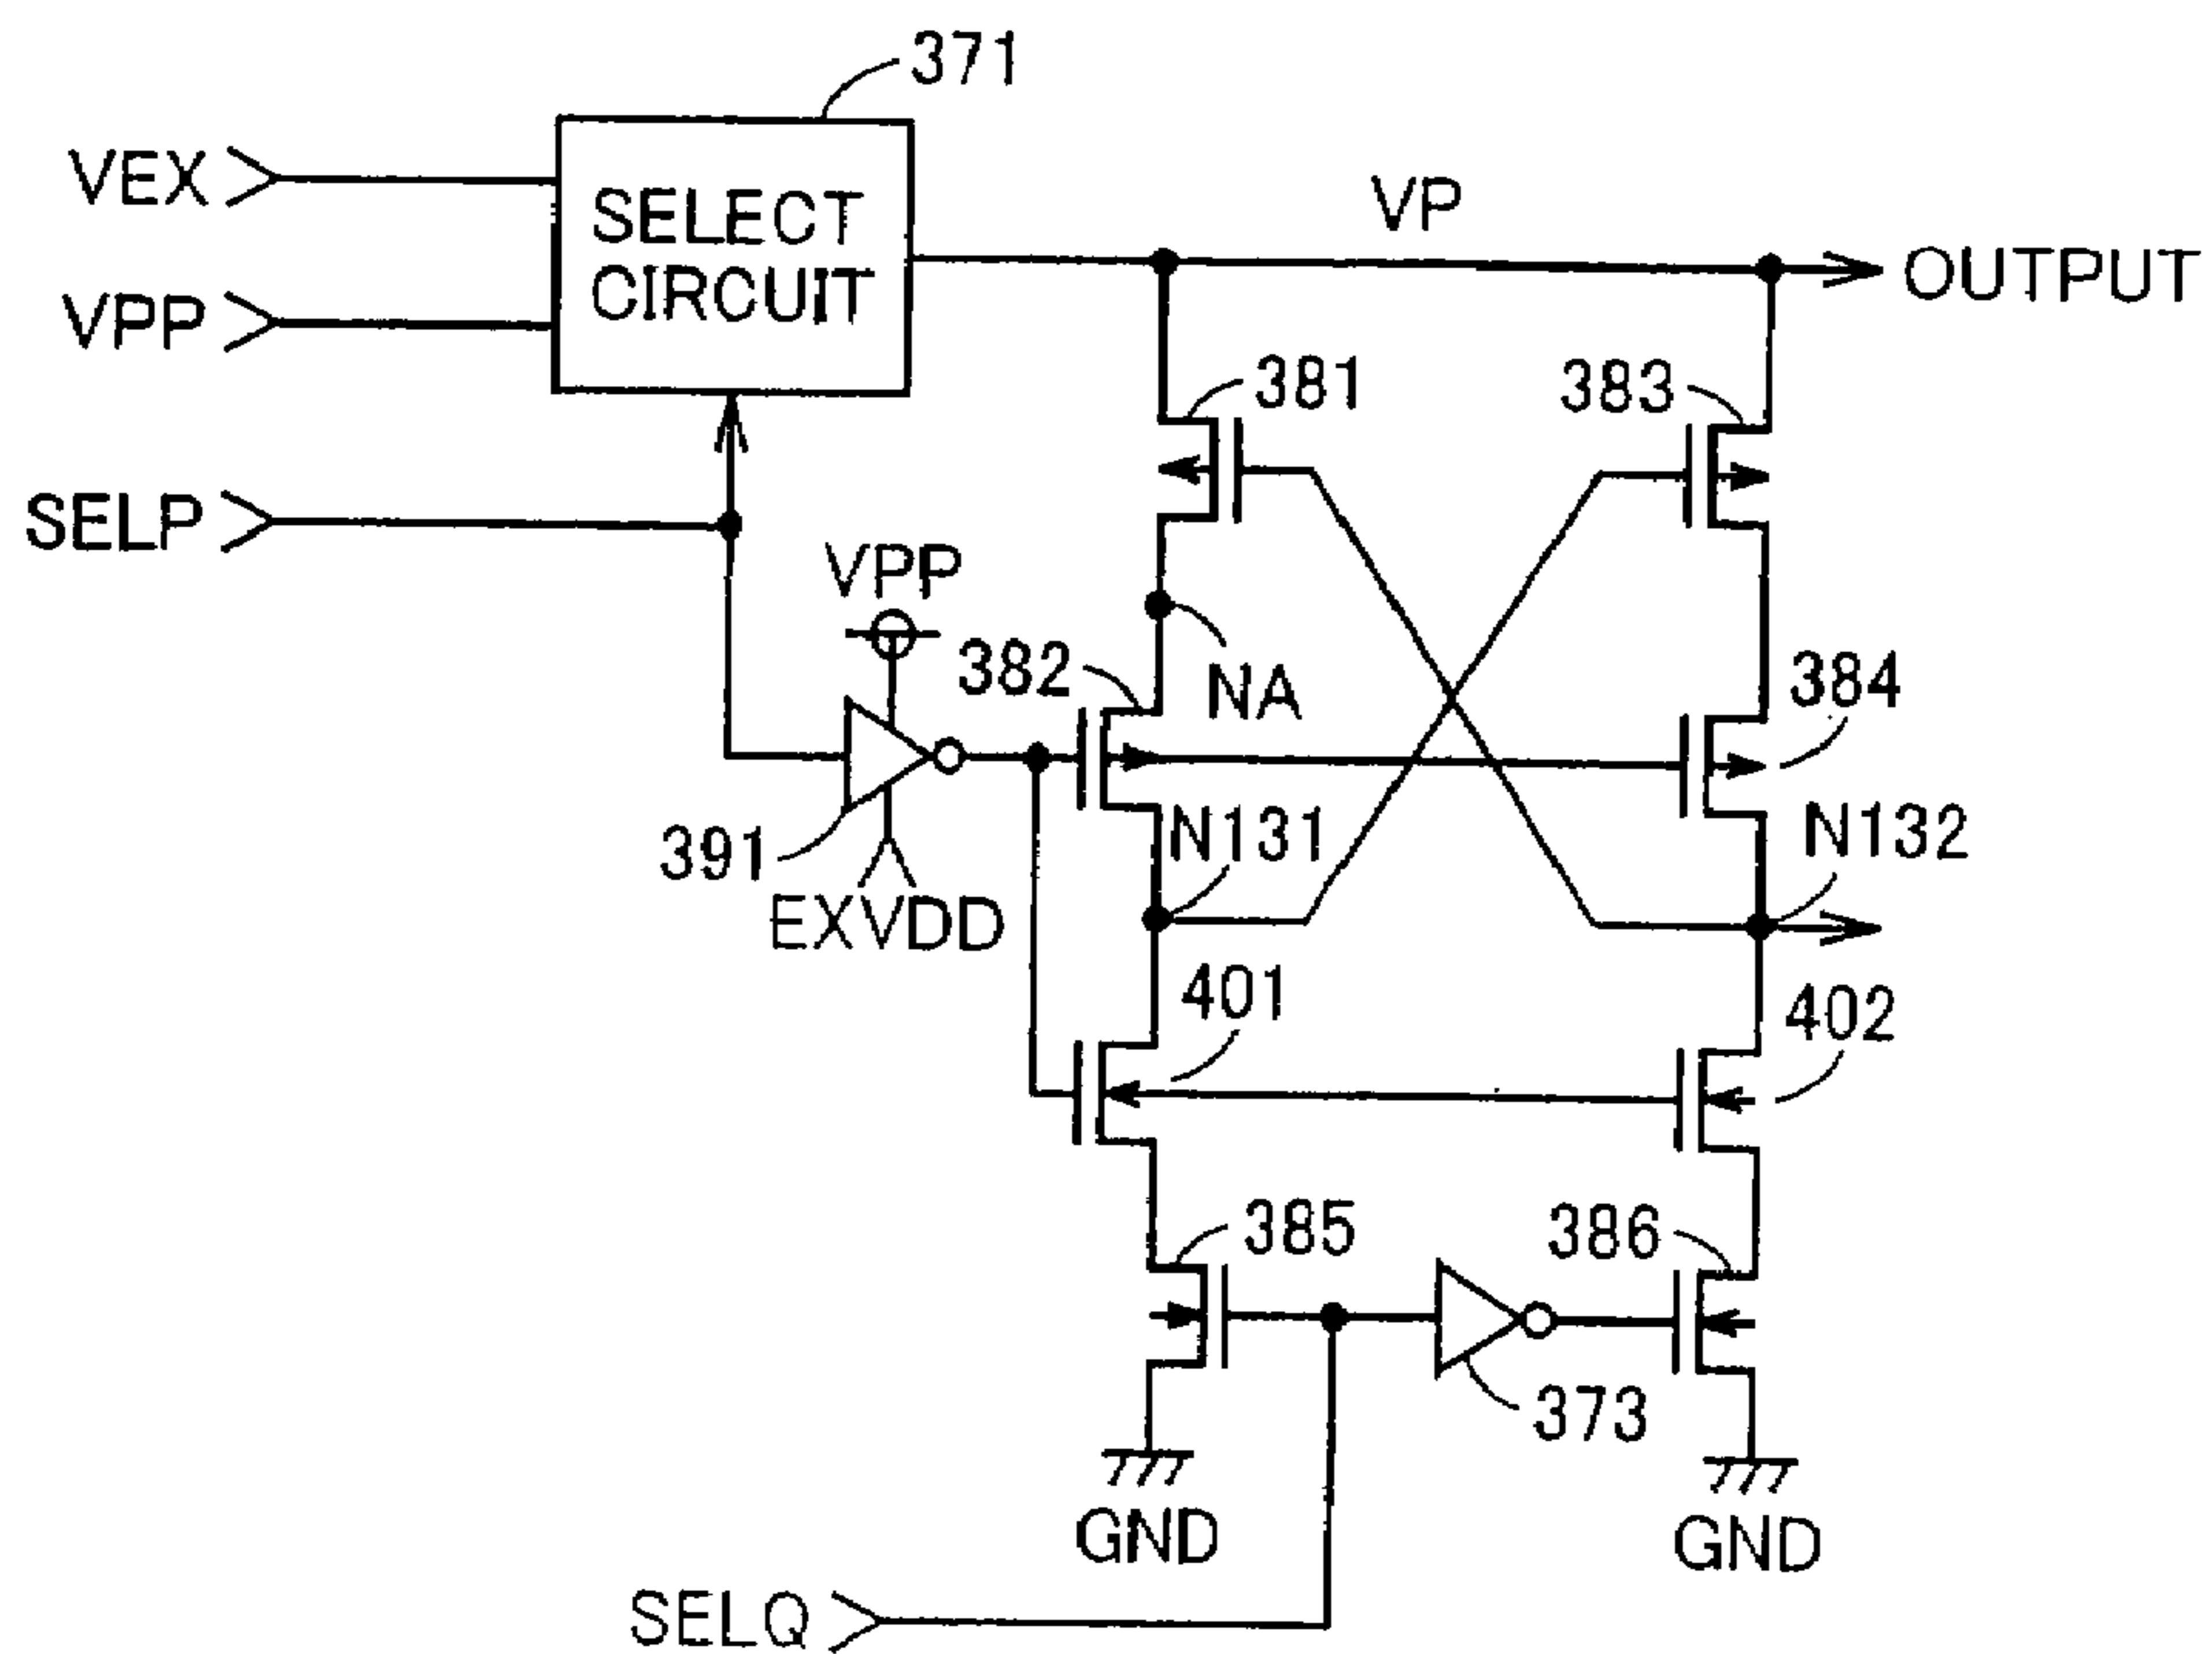 371
VEX
SELECT
CIRCUIT
VP
OUTPUT
VPP
381
383
SELP
VPP
382
NA
384
391
N131
N132
EXVDD
401
402
385
386
373
GND
GND
SELQ